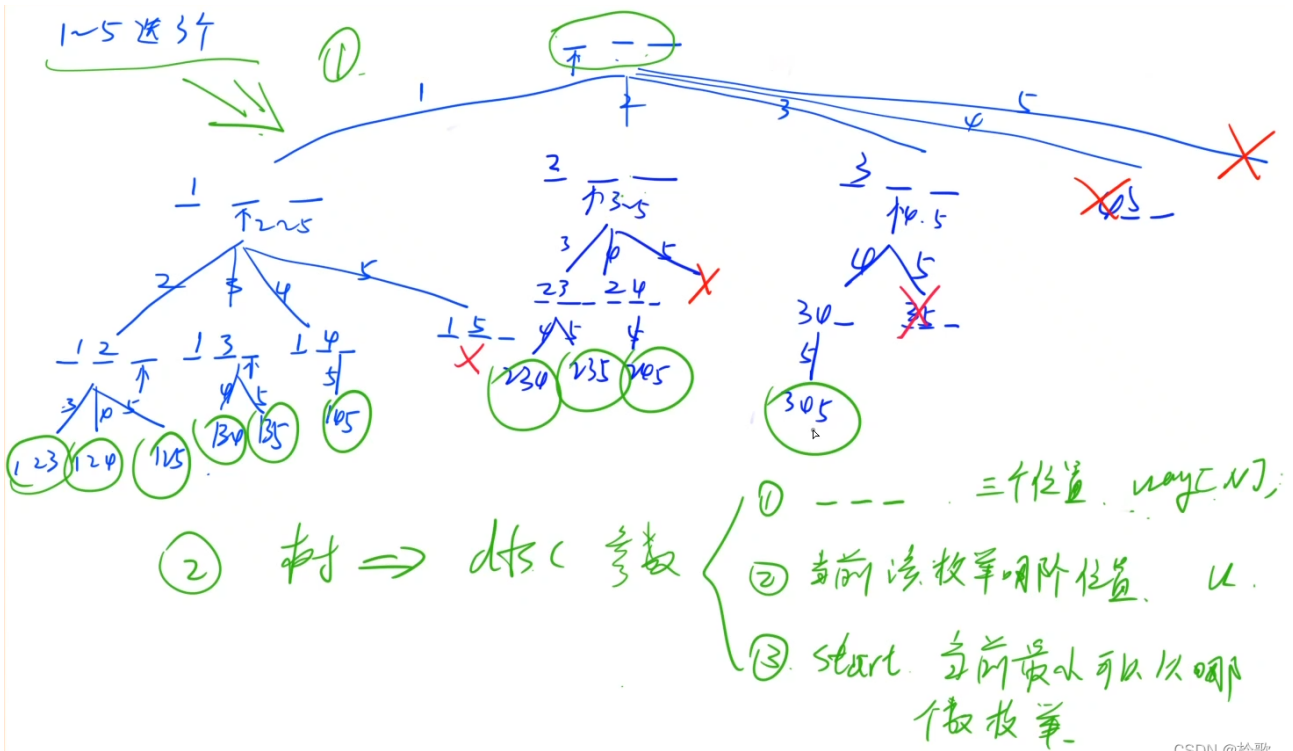 1~5选3个
①
1 2 3 4 5
1 _ _ 2 _ _ 3 _ _ 4 5 _
2~5 3~5 4.5
2 3 4 5 3 4 5 4 5
1 2 _ 1 3 _ 1 4 _ 1 5 _ 2 3 _ 2 4 _ 3 4 _ 3 5 _
3 4 5 4 5 5 4 5 5 5
123 124 125 134 135 145 234 235 245 345
② 树 ⇒ dfs( 参数
① _ _ _ . 三个位置. way[N];
② 当前该枚举哪个位置. u.
③. start. 当前最小可以从哪
个数枚举
CSDN @拾歌